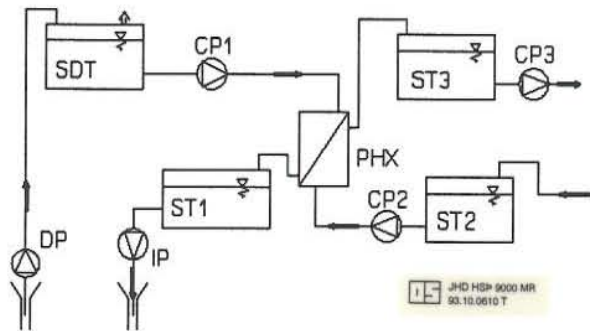 SDT
CP1
ST3
CP3
PHX
ST1
CP2
ST2
DP
IP
JHD HSP 9000 MR
93.10.0610 T